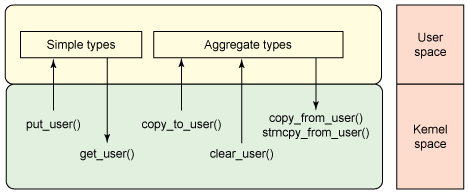 Simple types
Aggregate types
User
space
put_user()
get_user()
copy_to_user()
clear_user()
copy_from_user()
strncpy_from_user()
Kernel
space